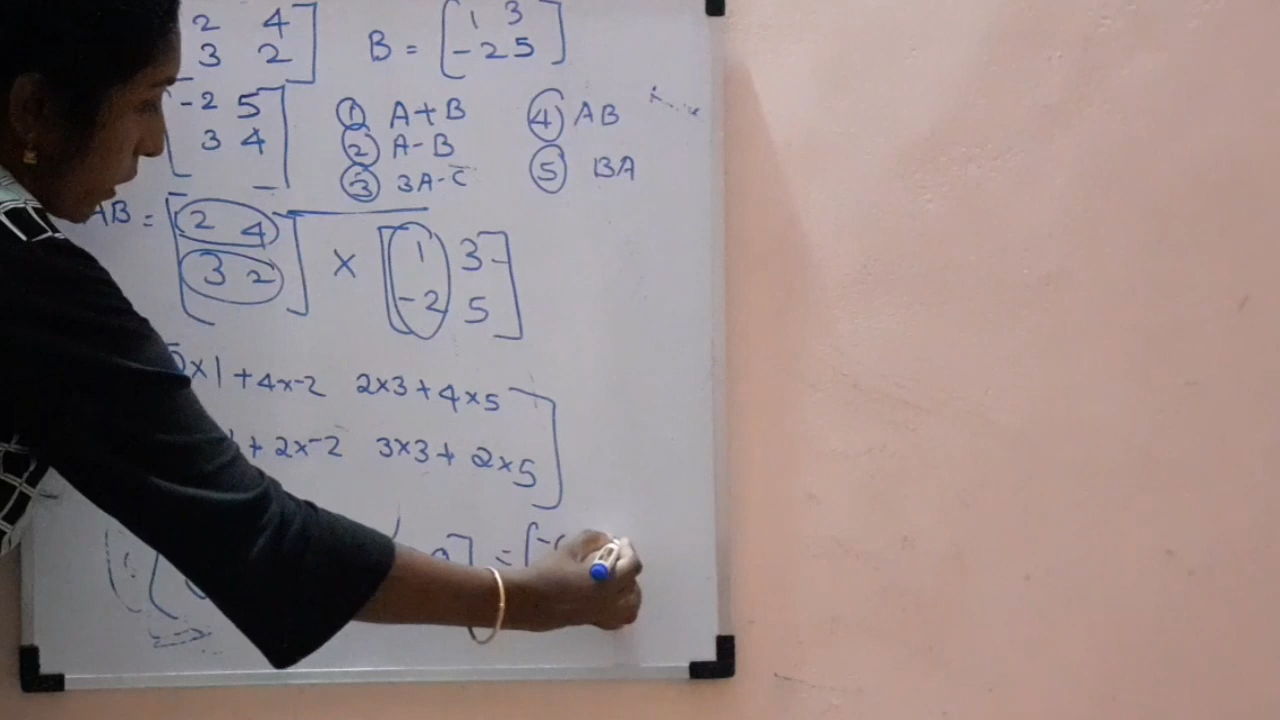 2 4 B = 1 3
3 2 -2 5
-2 5 ① A+B ④ AB
3 4 ② A-B
③ 3A-C ⑤ BA
AB = 2 4 × 1 3
3 2 -2 5
×1 + 4×-2 2×3 + 4×5
+ 2×-2 3×3 + 2×5
=